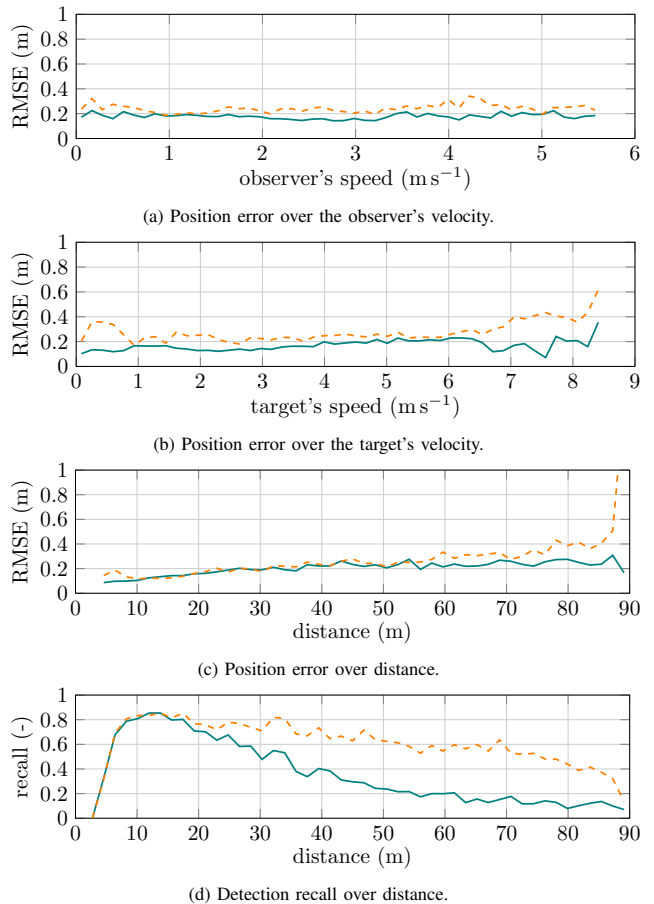 1
0.8
0.6
0.4
0.2
0
RMSE (m)
0 1 2 3 4 5 6
observer's speed (m s⁻¹)
(a) Position error over the observer's velocity.
1
0.8
0.6
0.4
0.2
0
RMSE (m)
0 1 2 3 4 5 6 7 8 9
target's speed (m s⁻¹)
(b) Position error over the target's velocity.
1
0.8
0.6
0.4
0.2
0
RMSE (m)
0 10 20 30 40 50 60 70 80 90
distance (m)
(c) Position error over distance.
1
0.8
0.6
0.4
0.2
0
recall (-)
0 10 20 30 40 50 60 70 80 90
distance (m)
(d) Detection recall over distance.